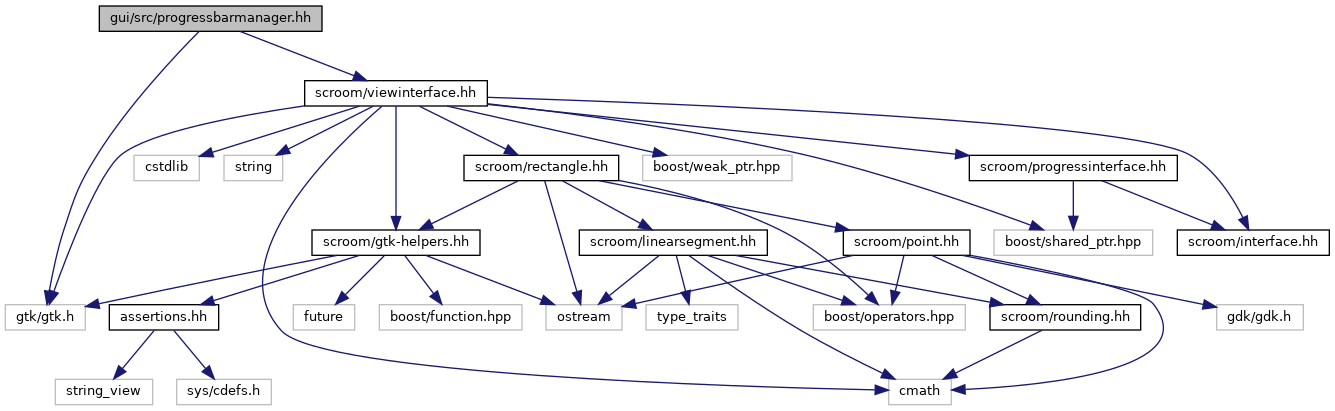 gui/src/progressbarmanager.hh
scroom/viewinterface.hh
cstdlib
string
scroom/rectangle.hh
boost/weak_ptr.hpp
scroom/progressinterface.hh
scroom/gtk-helpers.hh
scroom/linearsegment.hh
scroom/point.hh
boost/shared_ptr.hpp
scroom/interface.hh
gtk/gtk.h
assertions.hh
future
boost/function.hpp
ostream
type_traits
boost/operators.hpp
scroom/rounding.hh
gdk/gdk.h
string_view
sys/cdefs.h
cmath